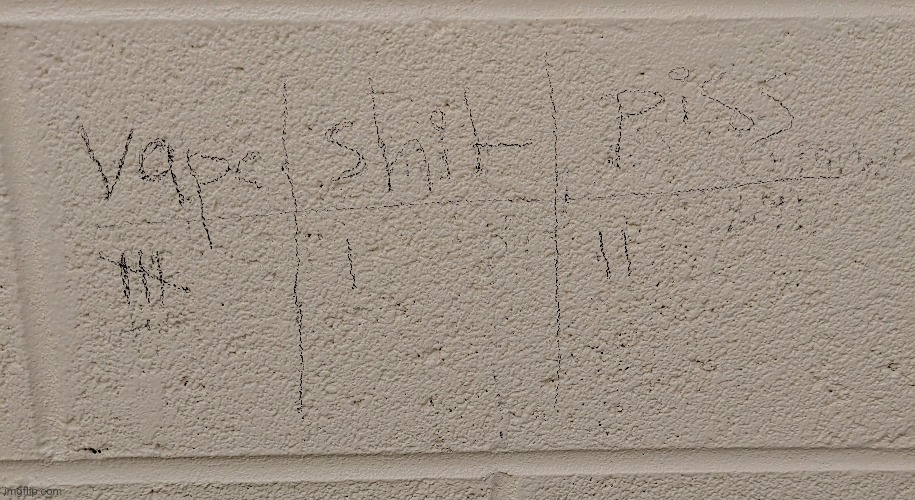 Vape shit piss
|||| | ||
imgflip.com